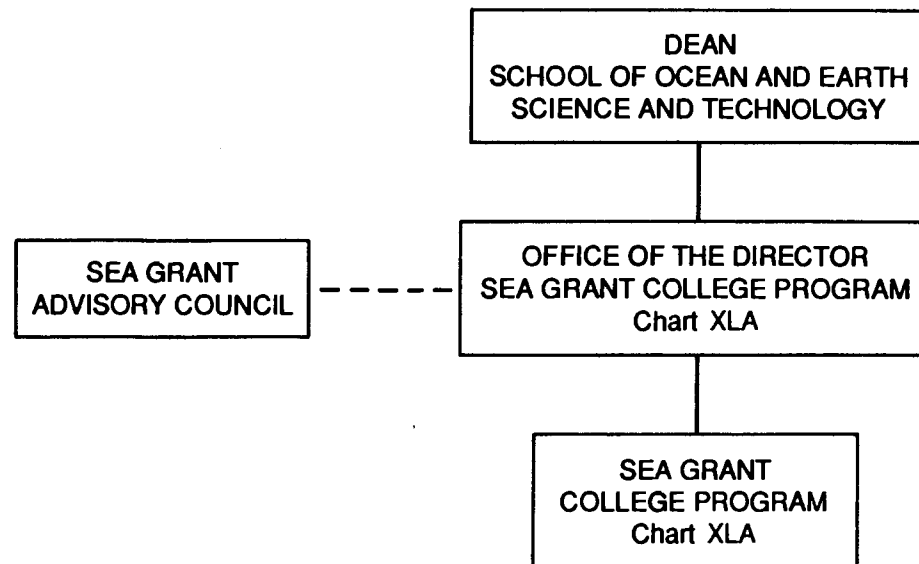 DEAN
SCHOOL OF OCEAN AND EARTH
SCIENCE AND TECHNOLOGY
SEA GRANT
ADVISORY COUNCIL
OFFICE OF THE DIRECTOR
SEA GRANT COLLEGE PROGRAM
Chart XLA
SEA GRANT
COLLEGE PROGRAM
Chart XLA